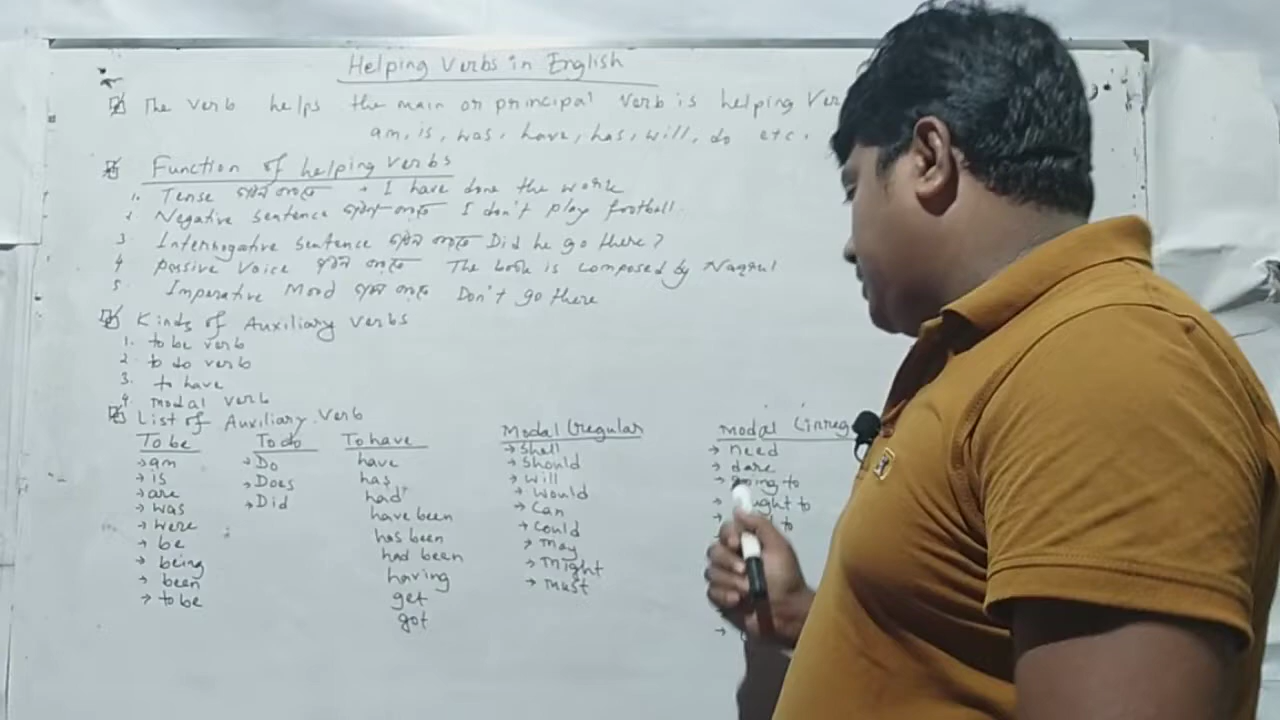 Helping Verbs in English
The verb helps the main or principal verb is helping Ver
am, is, was, have, has, will, do etc.
Function of helping verbs
1. Tense গঠন করতে → I have done the work
2 Negative sentence গঠন করতে I don't play football.
3 Interrogative sentence গঠন করতে Did he go there?
4 Passive Voice গঠন করতে The book is composed by Nazrul
5 Imperative Mood গঠন করতে Don't go there
Kinds of Auxiliary verbs
1. to be verb
2. to do verb
3. to have
4. modal verb
List of Auxiliary verb
To be
→ am
→ is
→ are
→ was
→ were
→ be
→ being
→ been
→ to be
To do
→ Do
→ Does
→ Did
To have
have
has
had
have been
has been
had been
having
get
got
Modal (regular
→ shall
→ should
→ will
→ would
→ can
→ could
→ may
→ might
→ must
Modal (irreg
→ need
→ dare
→ going to
→ ught to
→ to